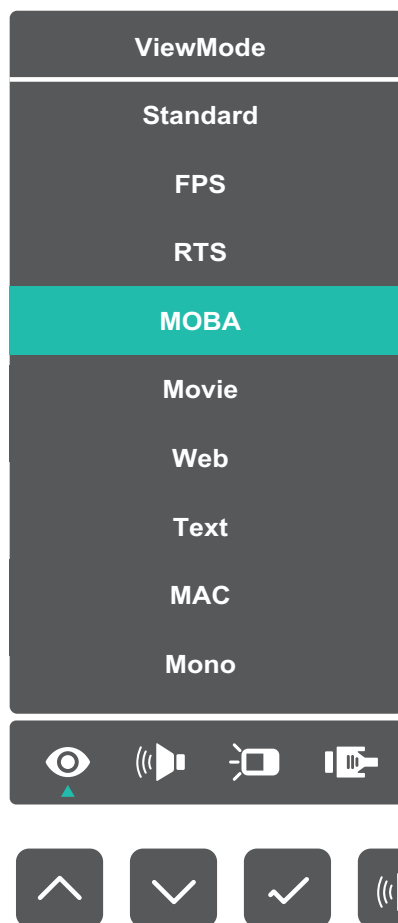 ViewMode
Standard
FPS
RTS
MOBA
Movie
Web
Text
MAC
Mono